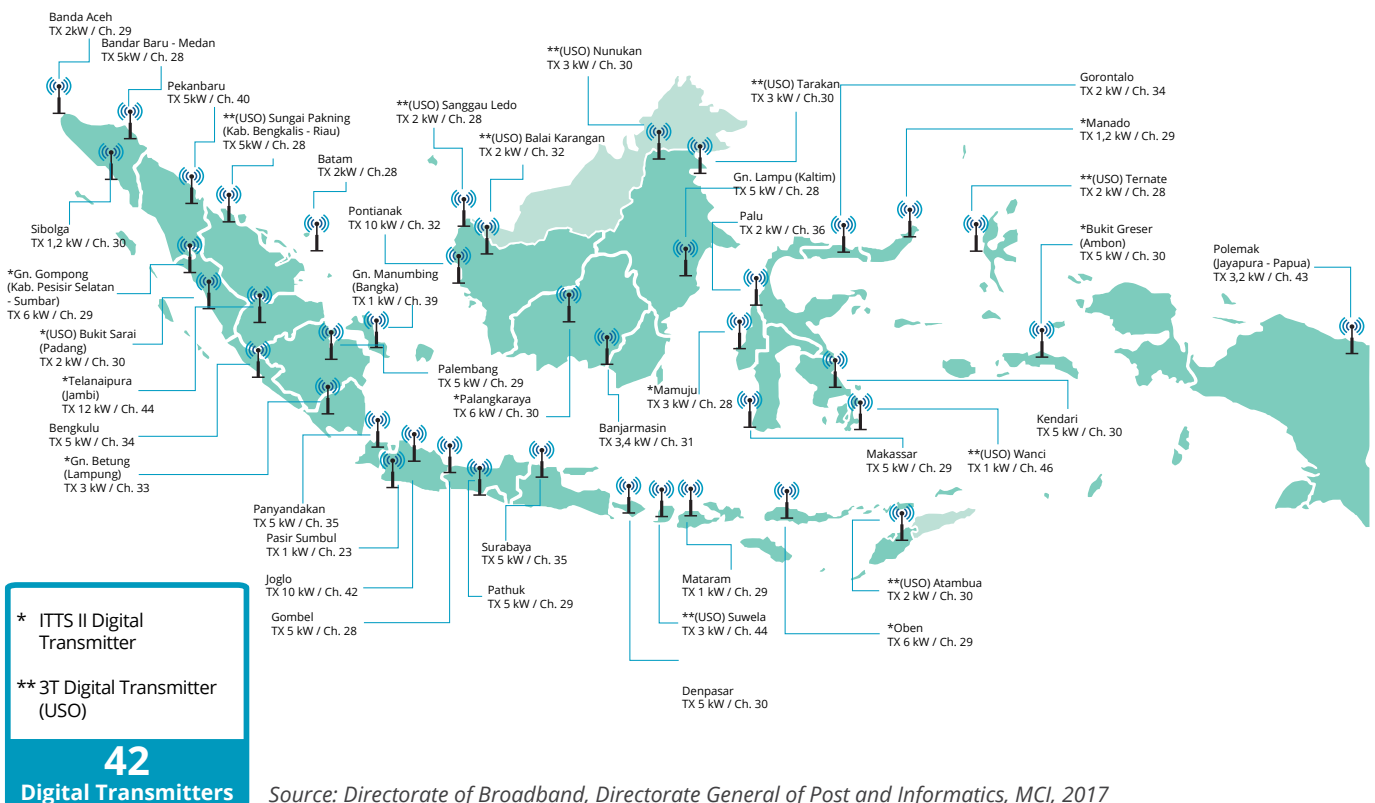 Banda Aceh
TX 2kW / Ch. 29
Bandar Baru - Medan
TX 5kW / Ch. 28
Pekanbaru
TX 5kW / Ch. 40
**(USO) Sungai Pakning
(Kab. Bengkalis - Riau)
TX 5kW / Ch. 28
Batam
TX 2kW / Ch.28
Pontianak
TX 10 kW / Ch. 32
**(USO) Sanggau Ledo
TX 2 kW / Ch. 28
**(USO) Balai Karangan
TX 2 kW / Ch. 32
**(USO) Nunukan
TX 3 kW / Ch. 30
**(USO) Tarakan
TX 3 kW / Ch.30
Gn. Lampu (Kaltim)
TX 5 kW / Ch. 28
Palu
TX 2 kW / Ch. 36
Gorontalo
TX 2 kW / Ch. 34
*Manado
TX 1,2 kW / Ch. 29
**(USO) Ternate
TX 2 kW / Ch. 28
*Bukit Greser
(Ambon)
TX 5 kW / Ch. 30
Polemak
(Jayapura - Papua)
TX 3,2 kW / Ch. 43
Sibolga
TX 1,2 kW / Ch. 30
*Gn. Gompong
(Kab. Pesisir Selatan
- Sumbar)
TX 6 kW / Ch. 29
*(USO) Bukit Sarai
(Padang)
TX 2 kW / Ch. 30
*Telanaipura
(Jambi)
TX 12 kW / Ch. 44
Bengkulu
TX 5 kW / Ch. 34
*Gn. Betung
(Lampung)
TX 3 kW / Ch. 33
Gn. Manumbing
(Bangka)
TX 1 kW / Ch. 39
Palembang
TX 5 kW / Ch. 29
*Palangkaraya
TX 6 kW / Ch. 30
Banjarmasin
TX 3,4 kW / Ch. 31
*Mamuju
TX 3 kW / Ch. 28
Makassar
TX 5 kW / Ch. 29
**(USO) Wanci
TX 1 kW / Ch. 46
Kendari
TX 5 kW / Ch. 30
Panyandakan
TX 5 kW / Ch. 35
Pasir Sumbul
TX 1 kW / Ch. 23
Joglo
TX 10 kW / Ch. 42
Gombel
TX 5 kW / Ch. 28
Surabaya
TX 5 kW / Ch. 35
Pathuk
TX 5 kW / Ch. 29
Mataram
TX 1 kW / Ch. 29
**(USO) Suwela
TX 3 kW / Ch. 44
Denpasar
TX 5 kW / Ch. 30
**(USO) Atambua
TX 2 kW / Ch. 30
*Oben
TX 6 kW / Ch. 29
* ITTS II Digital
Transmitter
** 3T Digital Transmitter
(USO)
42
Digital Transmitters
Source: Directorate of Broadband, Directorate General of Post and Informatics, MCI, 2017